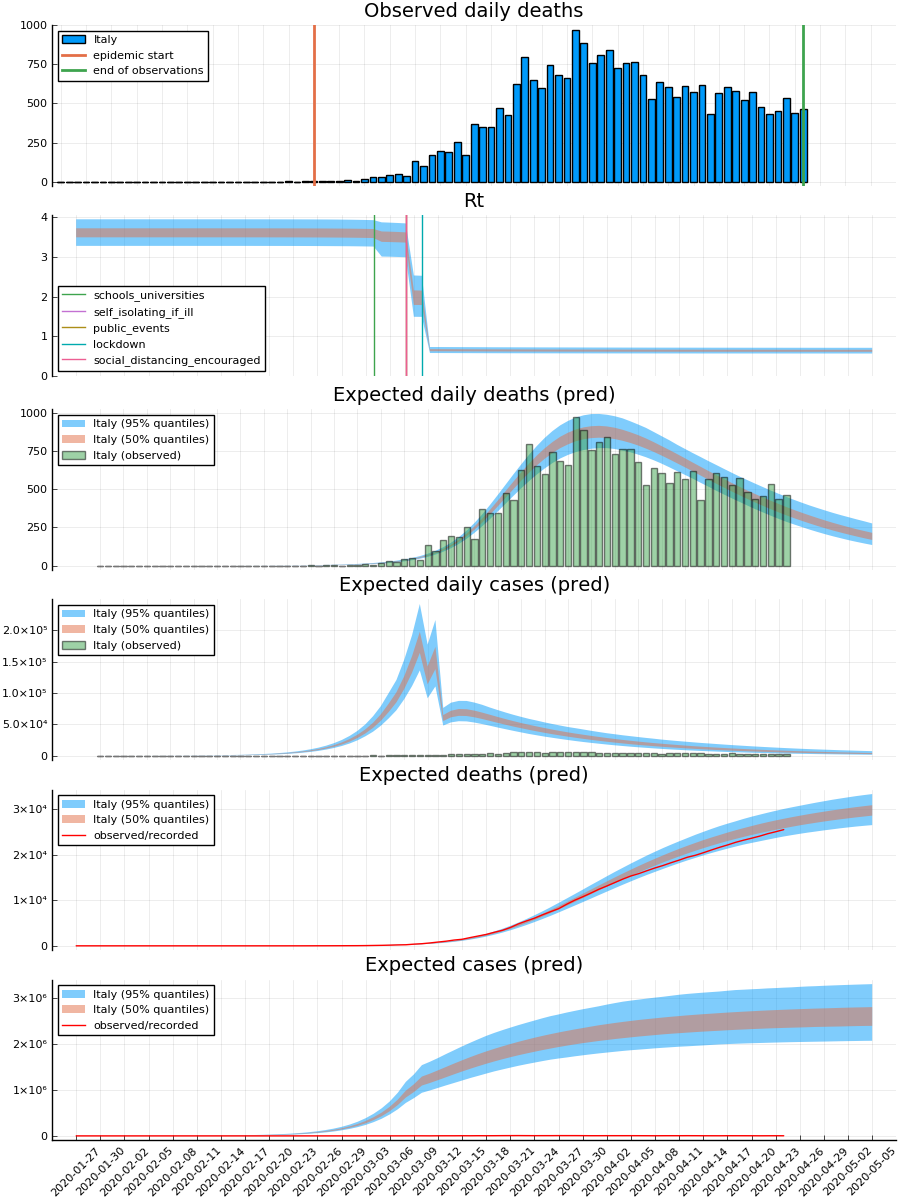 Observed daily deaths
1000
750
500
250
0
Italy
epidemic start
end of observations
Rt
4
3
2
1
0
schools_universities
self_isolating_if_ill
public_events
lockdown
social_distancing_encouraged
Expected daily deaths (pred)
1000
750
500
250
0
Italy (95% quantiles)
Italy (50% quantiles)
Italy (observed)
Expected daily cases (pred)
2.0×10⁵
1.5×10⁵
1.0×10⁵
5.0×10⁴
0
Italy (95% quantiles)
Italy (50% quantiles)
Italy (observed)
Expected deaths (pred)
3×10⁴
2×10⁴
1×10⁴
0
Italy (95% quantiles)
Italy (50% quantiles)
observed/recorded
Expected cases (pred)
3×10⁶
2×10⁶
1×10⁶
0
Italy (95% quantiles)
Italy (50% quantiles)
observed/recorded
2020-01-27
2020-01-30
2020-02-02
2020-02-05
2020-02-08
2020-02-11
2020-02-14
2020-02-17
2020-02-20
2020-02-23
2020-02-26
2020-02-29
2020-03-03
2020-03-06
2020-03-09
2020-03-12
2020-03-15
2020-03-18
2020-03-21
2020-03-24
2020-03-27
2020-03-30
2020-04-02
2020-04-05
2020-04-08
2020-04-11
2020-04-14
2020-04-17
2020-04-20
2020-04-23
2020-04-26
2020-04-29
2020-05-02
2020-05-05